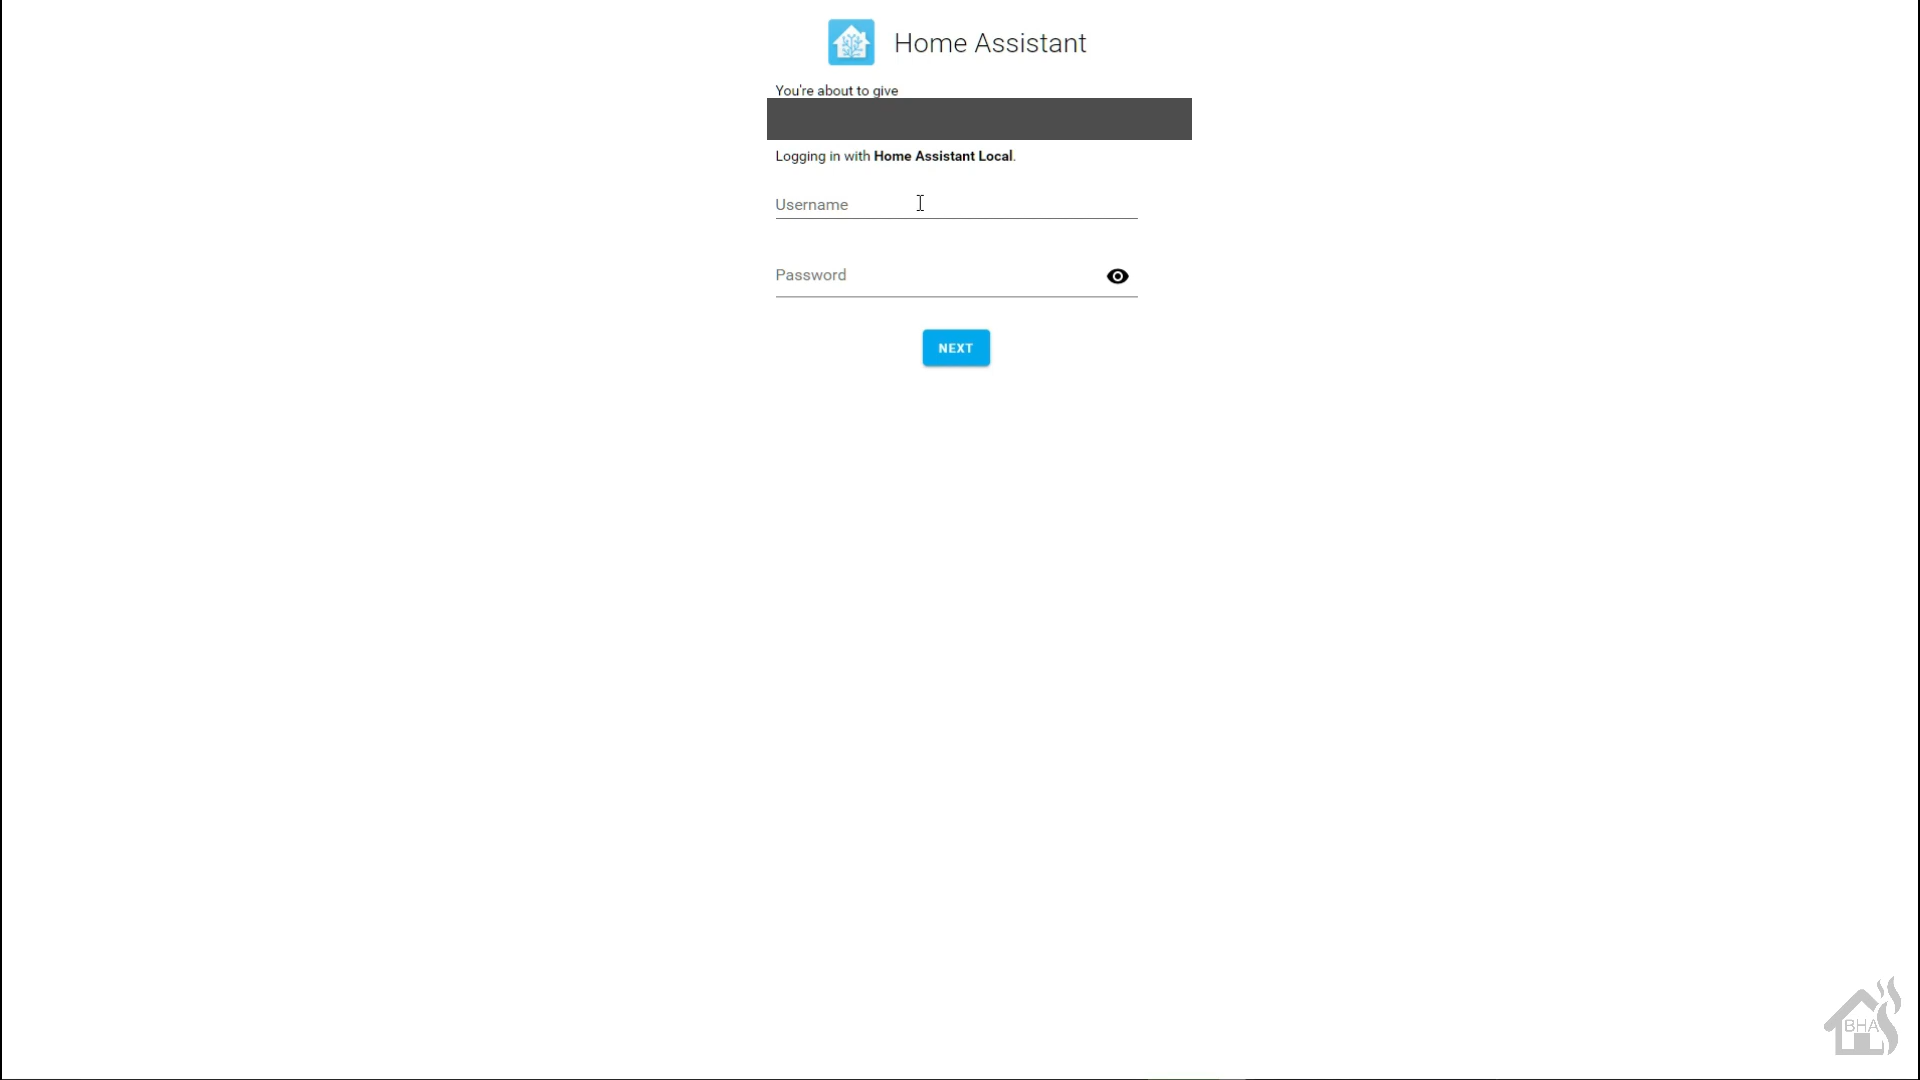 Home Assistant
You're about to give
Logging in with Home Assistant Local.
Username
Password
NEXT
BHA